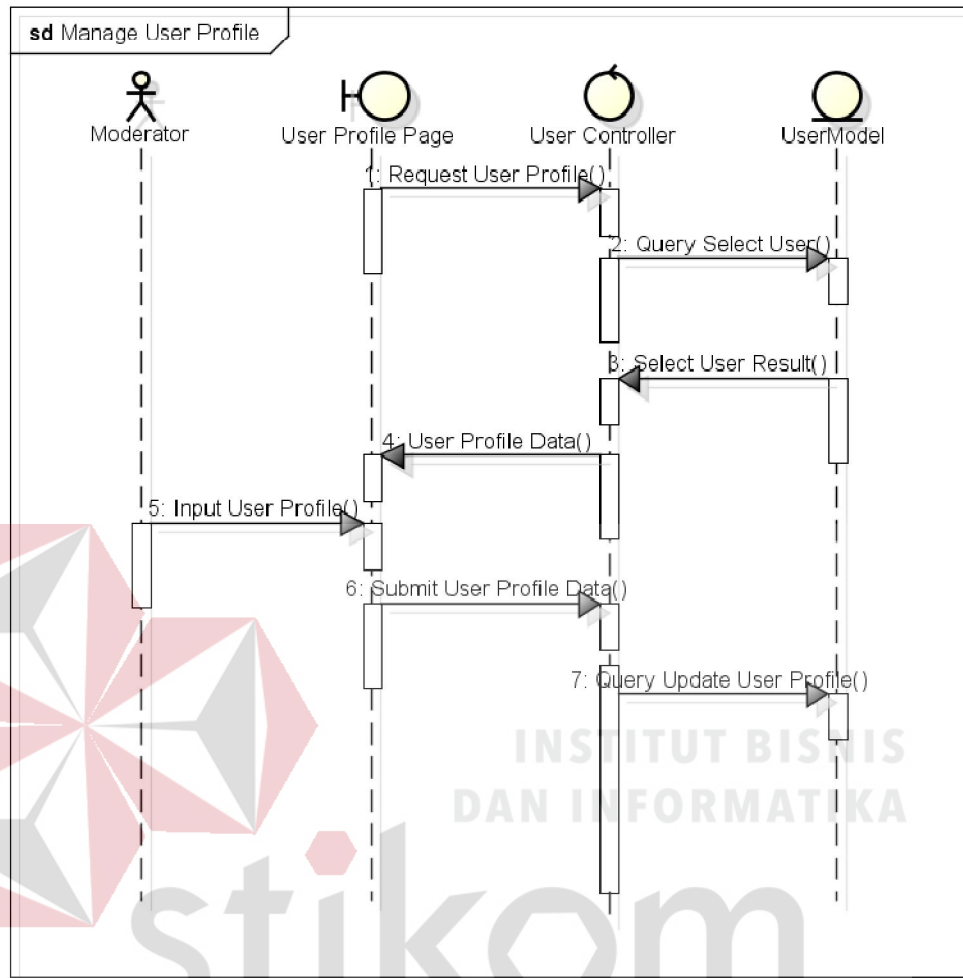 sd Manage User Profile
Moderator
User Profile Page
User Controller
UserModel
1: Request User Profile()
2: Query Select User()
3: Select User Result()
4: User Profile Data()
5: Input User Profile()
6: Submit User Profile Data()
7: Query Update User Profile()
INSTITUT BISNIS
DAN INFORMATIKA
stikom